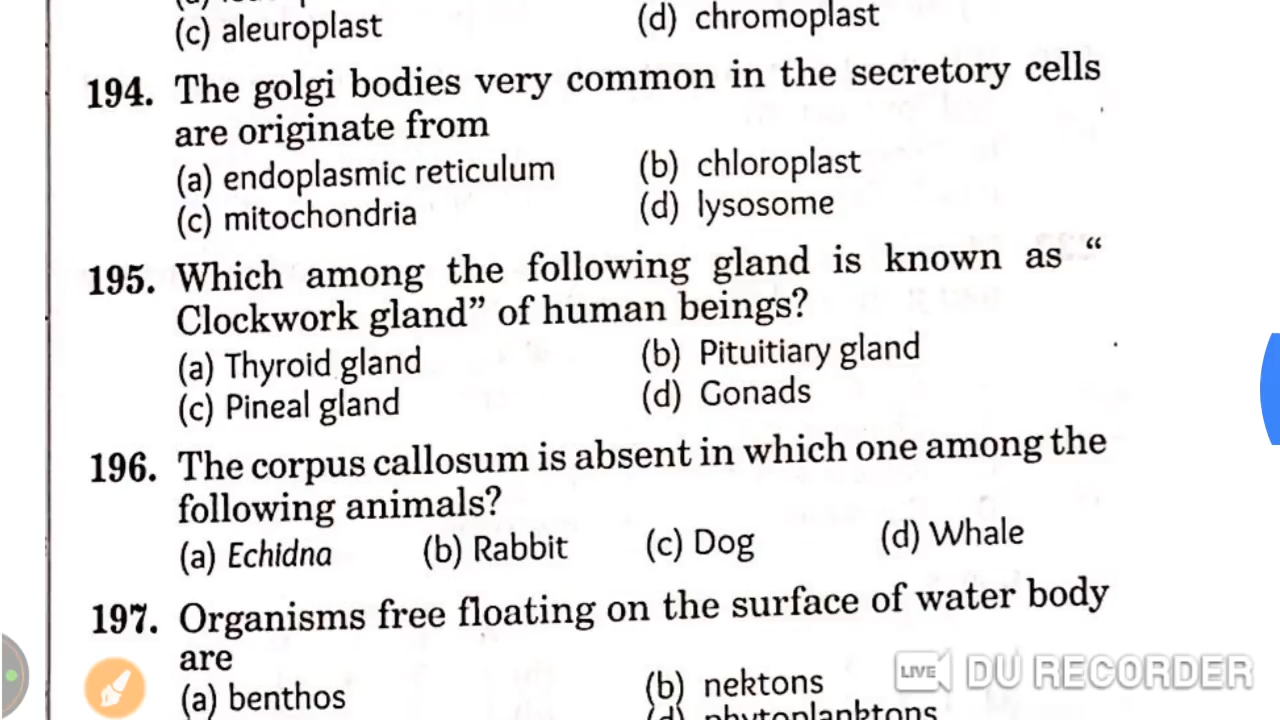 (c) aleuroplast (d) chromoplast
194. The golgi bodies very common in the secretory cells
are originate from
(a) endoplasmic reticulum (b) chloroplast
(c) mitochondria (d) lysosome
195. Which among the following gland is known as “
Clockwork gland” of human beings?
(a) Thyroid gland (b) Pituitiary gland
(c) Pineal gland (d) Gonads
196. The corpus callosum is absent in which one among the
following animals?
(a) Echidna (b) Rabbit (c) Dog (d) Whale
197. Organisms free floating on the surface of water body
are
(a) benthos (b) nektons
(d) phytoplanktons
LIVE DU RECORDER